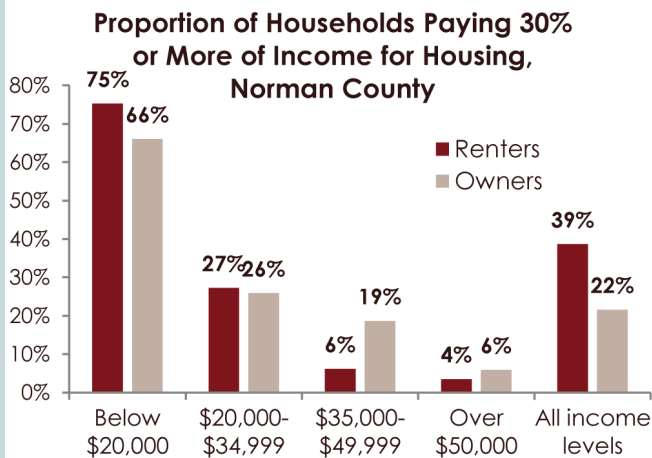 Proportion of Households Paying 30%
or More of Income for Housing,
Norman County
80%
70%
60%
50%
40%
30%
20%
10%
0%
75%
66%
27%
26%
6%
19%
4%
6%
39%
22%
Renters
Owners
Below
$20,000
$20,000-
$34,999
$35,000-
$49,999
Over
$50,000
All income
levels